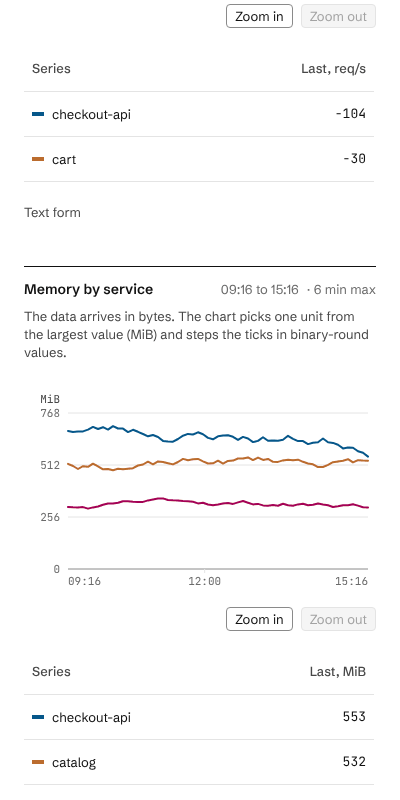 Zoom in Zoom out
Series Last, req/s
checkout-api -104
cart -30
Text form
Memory by service 09:16 to 15:16 · 6 min max
The data arrives in bytes. The chart picks one unit from
the largest value (MiB) and steps the ticks in binary-round
values.
MiB
768
512
256
0
09:16 12:00 15:16
Zoom in Zoom out
Series Last, MiB
checkout-api 553
catalog 532